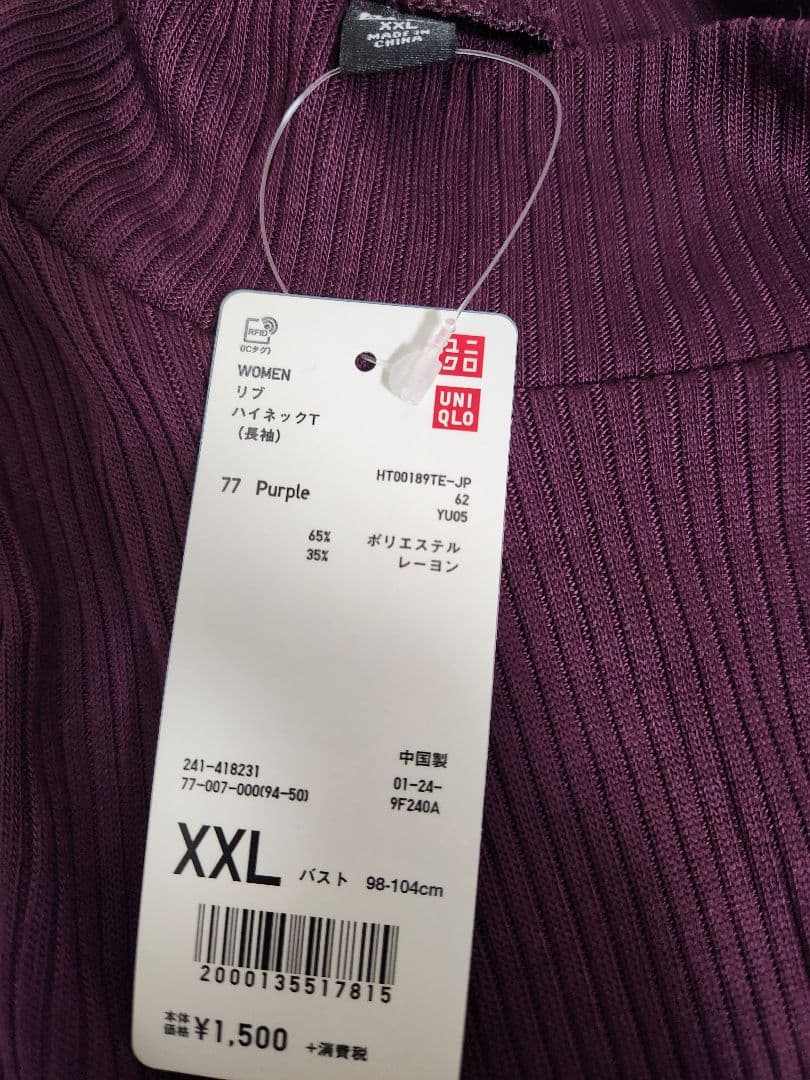 XXL
MADE IN
CHINA
RFID
(ICタグ)
ユニ
クロ
UNI
QLO
WOMEN
リブ
ハイネックT
(長袖)
HT00189TE-JP
77 Purple
62
YU05
65% ポリエステル
35% レーヨン
241-418231
中国製
77-007-000(94-50)
01-24-
9F240A
XXL バスト 98-104cm
2000135517815
本体
価格 ¥1,500 +消費税